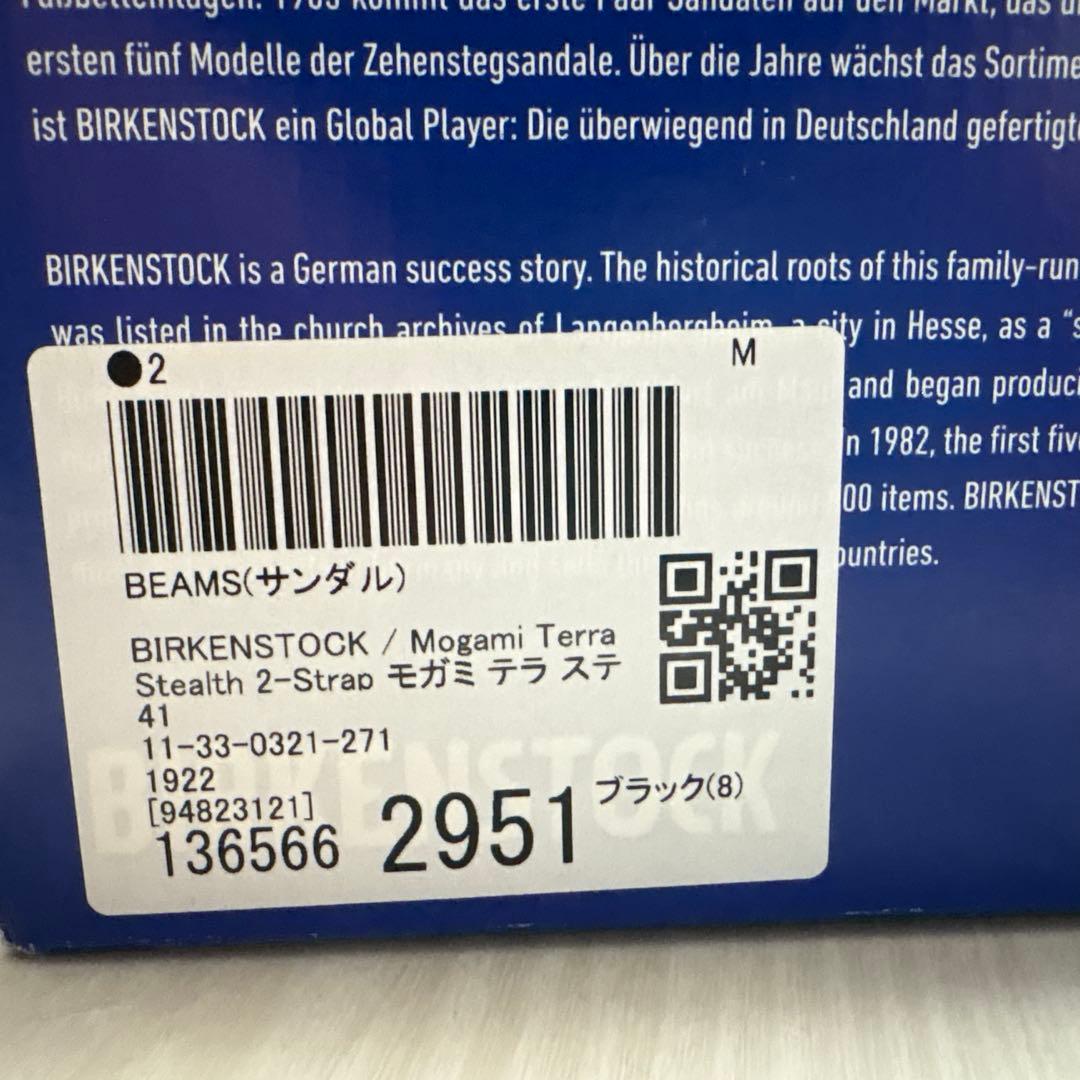 ersten fünf Modelle der Zehenstegsandale. Über die Jahre wächst das Sortime
ist BIRKENSTOCK ein Global Player: Die überwiegend in Deutschland gefertigt
BIRKENSTOCK is a German success story. The historical roots of this family-run
was listed in the church archives of Langenbergheim, a city in Hesse, as a "s
and began produci
n 1982, the first five
00 items. BIRKENST
ountries.
●2
M
BEAMS(サンダル)
BIRKENSTOCK / Mogami Terra
Stealth 2-Strap モガミ テラ ステ
41
11-33-0321-271
1922
ブラック(8)
[94823121]
136566 2951
BIRKENSTOCK